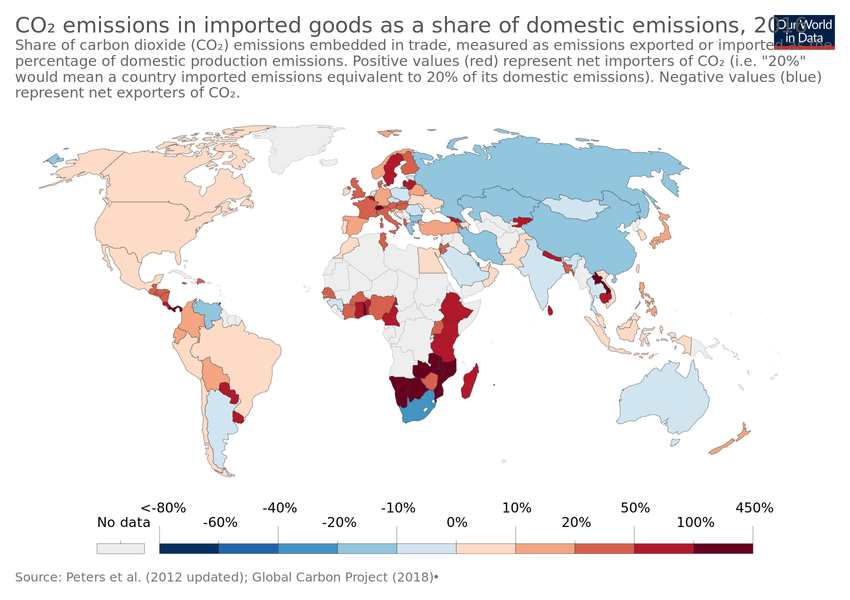 CO₂ emissions in imported goods as a share of domestic emissions,
Our World
in Data
Share of carbon dioxide (CO₂) emissions embedded in trade, measured as emissions exported or imported as the
percentage of domestic production emissions. Positive values (red) represent net importers of CO₂ (i.e. "20%"
would mean a country imported emissions equivalent to 20% of its domestic emissions). Negative values (blue)
represent net exporters of CO₂.
<-80% -40% -10% 10% 50% 450%
No data -60% -20% 0% 20% 100%
Source: Peters et al. (2012 updated); Global Carbon Project (2018)•